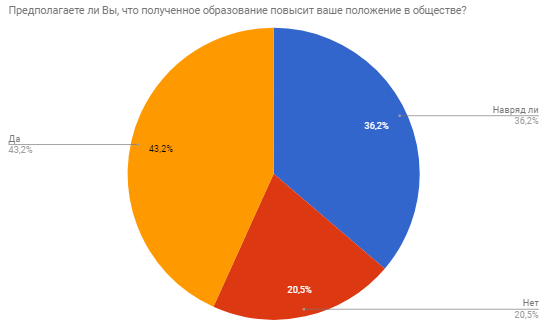 Предполагаете ли Вы, что полученное образование повысит ваше положение в обществе?
Навряд ли
36,2%
36,2%
Да
43,2%
43,2%
20,5%
Нет
20,5%